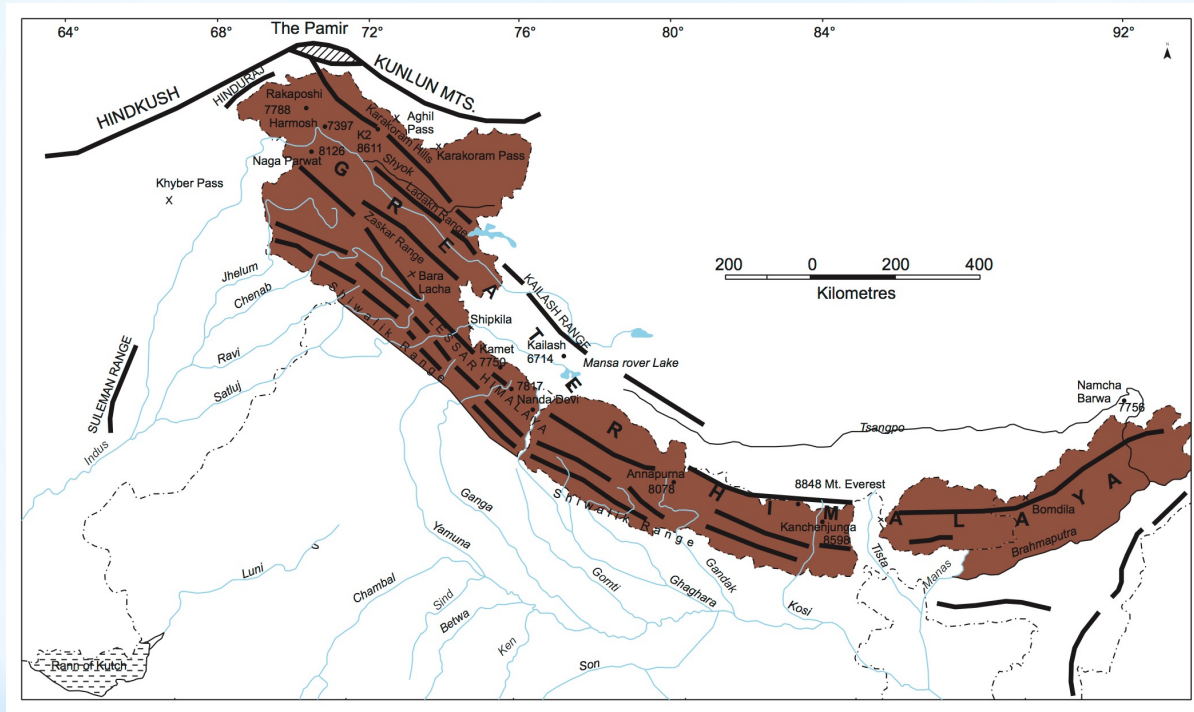 64°
68°
The Pamir
72°
76°
80°
84°
92°
N
HINDKUSH
HINDURAJ
KUNLUN MTS.
Rakaposhi
7788
Harmosh
7397
K2
8611
Karakoram Hills
Aghil
Pass
Karakoram Pass
8126
Naga Parwat
Shyok
Ladakh Range
Khyber Pass
X
Zaskar Range
Bara
Lacha
GREATER HIMALAYA
KAILASH RANGE
200 0 200 400
Kilometres
Jhelum
Chenab
Shiwalik Range
LESSAR HIMALAYA
Shipkila
Kamet
7750
Kailash
6714
Mansa rover Lake
7817
Nanda Devi
Ravi
Satluj
SULEMAN RANGE
Indus
Namcha
Barwa
7756
Tsangpo
Annapurna
8078
8848 Mt. Everest
Kanchenjunga
8598
Bomdila
Brahmaputra
Shiwalik Range
Ganga
Yamuna
Luni
Chambal
Sind
Betwa
Ken
Gomti
Ghaghara
Gandak
Kosi
Tista
Manas
Son
Rann of Kutch